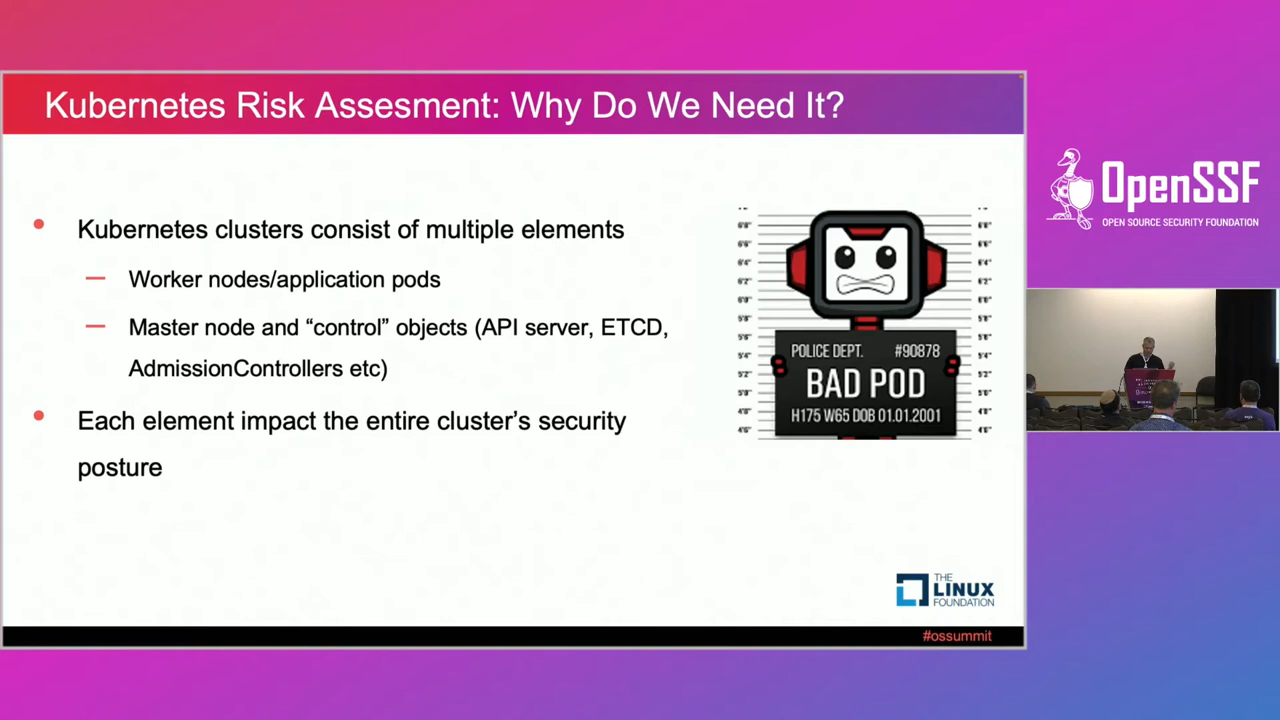 Kubernetes Risk Assesment: Why Do We Need It?
• Kubernetes clusters consist of multiple elements
— Worker nodes/application pods
— Master node and “control” objects (API server, ETCD,
AdmissionControllers etc)
• Each element impact the entire cluster’s security
posture
POLICE DEPT. #90878
BAD POD
H175 W65 DOB 01.01.2001
THE
LINUX
FOUNDATION
#ossummit
OpenSSF
OPEN SOURCE SECURITY FOUNDATION